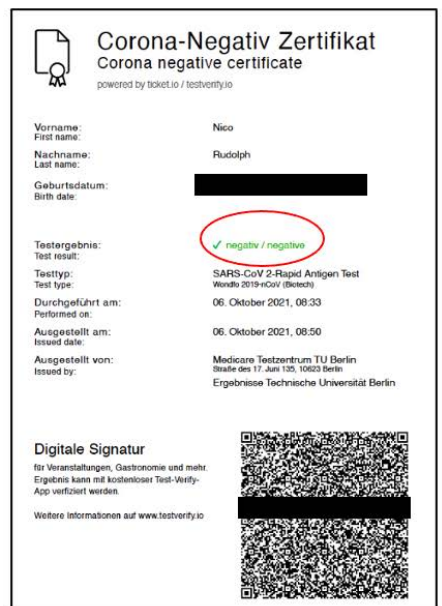 Corona-Negativ Zertifikat
Corona negative certificate
powered by ticket.io / testverify.io
Vorname: Nico
First name:
Nachname: Rudolph
Last name:
Geburtsdatum:
Birth date:
Testergebnis: ✓ negativ / negative
Test result:
Testtyp: SARS-CoV 2-Rapid Antigen Test
Test type: Wondfo 2019-nCoV (Biotech)
Durchgeführt am: 06. Oktober 2021, 08:33
Performed on:
Ausgestellt am: 06. Oktober 2021, 08:50
Issued date:
Ausgestellt von: Medicare Testzentrum TU Berlin
Issued by: Straße des 17. Juni 135, 10623 Berlin
Ergebnisse Technische Universität Berlin
Digitale Signatur
für Veranstaltungen, Gastronomie und mehr.
Ergebnis kann mit kostenloser Test-Verify-
App verfiziert werden.
Weitere Informationen auf www.testverify.io